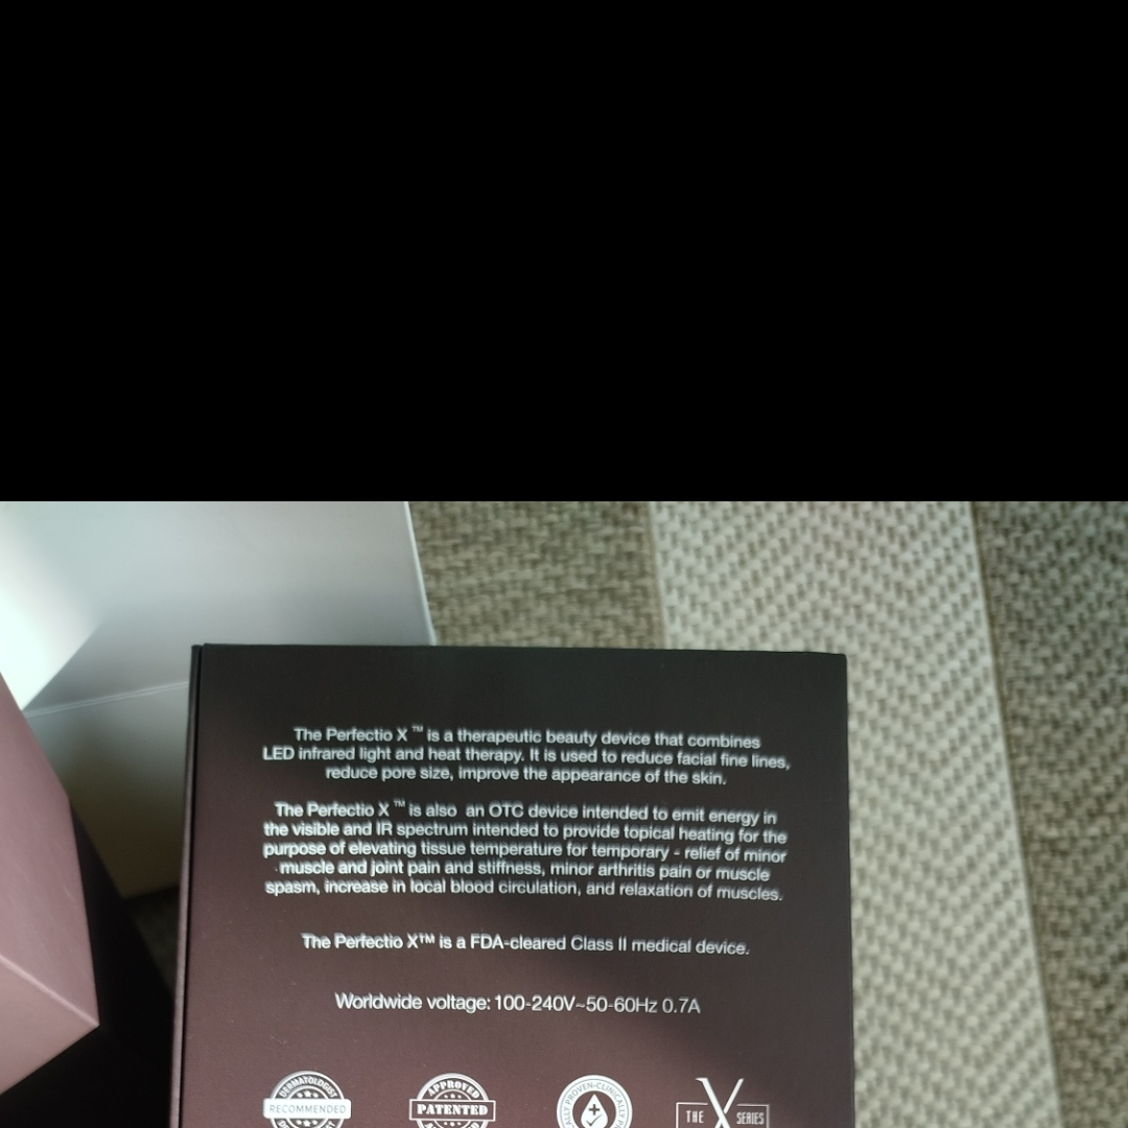 The Perfectio X ™ is a therapeutic beauty device that combines
LED infrared light and heat therapy. It is used to reduce facial fine lines,
reduce pore size, improve the appearance of the skin.
The Perfectio X ™ is also an OTC device intended to emit energy in
the visible and IR spectrum intended to provide topical heating for the
purpose of elevating tissue temperature for temporary - relief of minor
muscle and joint pain and stiffness, minor arthritis pain or muscle
spasm, increase in local blood circulation, and relaxation of muscles.
The Perfectio X™ is a FDA-cleared Class II medical device.
Worldwide voltage: 100-240V~50-60Hz 0.7A
DERMATOLOGIST
RECOMMENDED
APPROVED
PATENTED
PROVEN-CLINICALLY
THE X SERIES